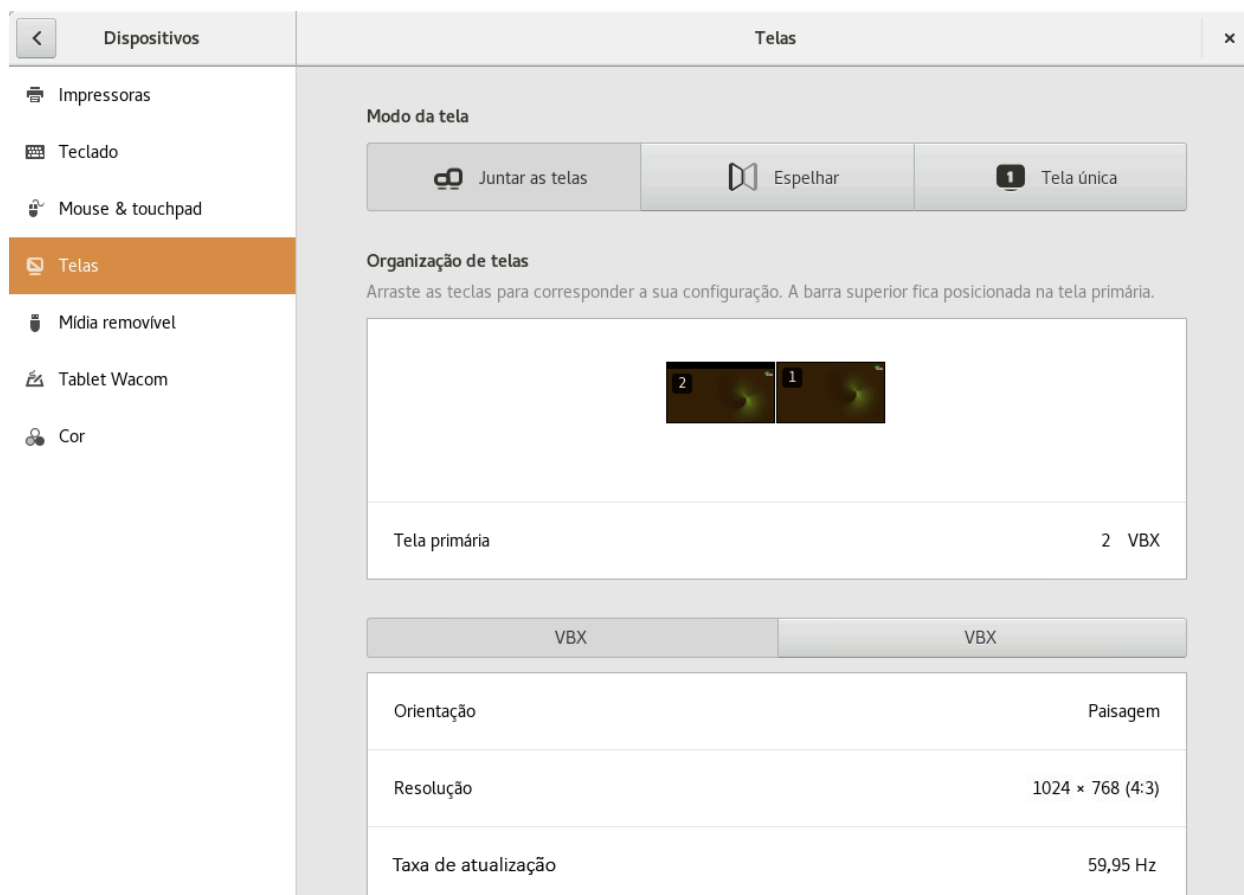 Dispositivos
Telas
×
Impressoras
Teclado
Mouse & touchpad
Telas
Mídia removível
Tablet Wacom
Cor
Modo da tela
Juntar as telas
Espelhar
1 Tela única
Organização de telas
Arraste as teclas para corresponder a sua configuração. A barra superior fica posicionada na tela primária.
2 1
Tela primária 2 VBX
VBX VBX
Orientação Paisagem
Resolução 1024 × 768 (4:3)
Taxa de atualização 59,95 Hz